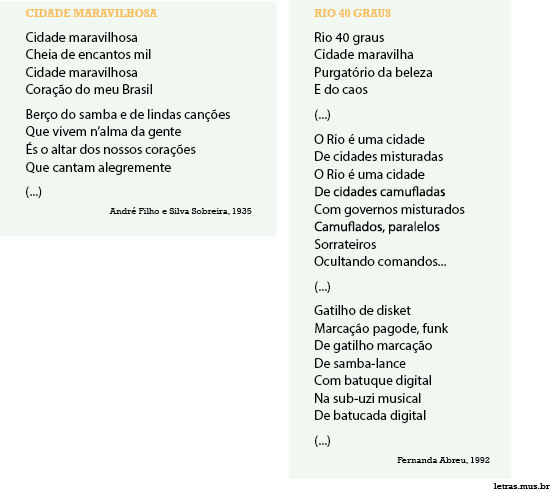 CIDADE MARAVILHOSA
Cidade maravilhosa
Cheia de encantos mil
Cidade maravilhosa
Coração do meu Brasil
Berço do samba e de lindas canções
Que vivem n’alma da gente
És o altar dos nossos corações
Que cantam alegremente
(...)
André Filho e Silva Sobreira, 1935
RIO 40 GRAUS
Rio 40 graus
Cidade maravilha
Purgatório da beleza
E do caos
(...)
O Rio é uma cidade
De cidades misturadas
O Rio é uma cidade
De cidades camufladas
Com governos misturados
Camuflados, paralelos
Sorrateiros
Ocultando comandos...
(...)
Gatilho de disket
Marcação pagode, funk
De gatilho marcação
De samba-lance
Com batuque digital
Na sub-uzi musical
De batucada digital
(...)
Fernanda Abreu, 1992
letras.mus.br